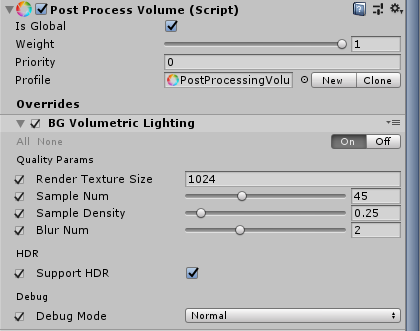 Post Process Volume (Script)
Is Global
Weight 1
Priority 0
Profile PostProcessingVolu New Clone
Overrides
BG Volumetric Lighting
All None On Off
Quality Params
Render Texture Size 1024
Sample Num 45
Sample Density 0.25
Blur Num 2
HDR
Support HDR
Debug
Debug Mode Normal